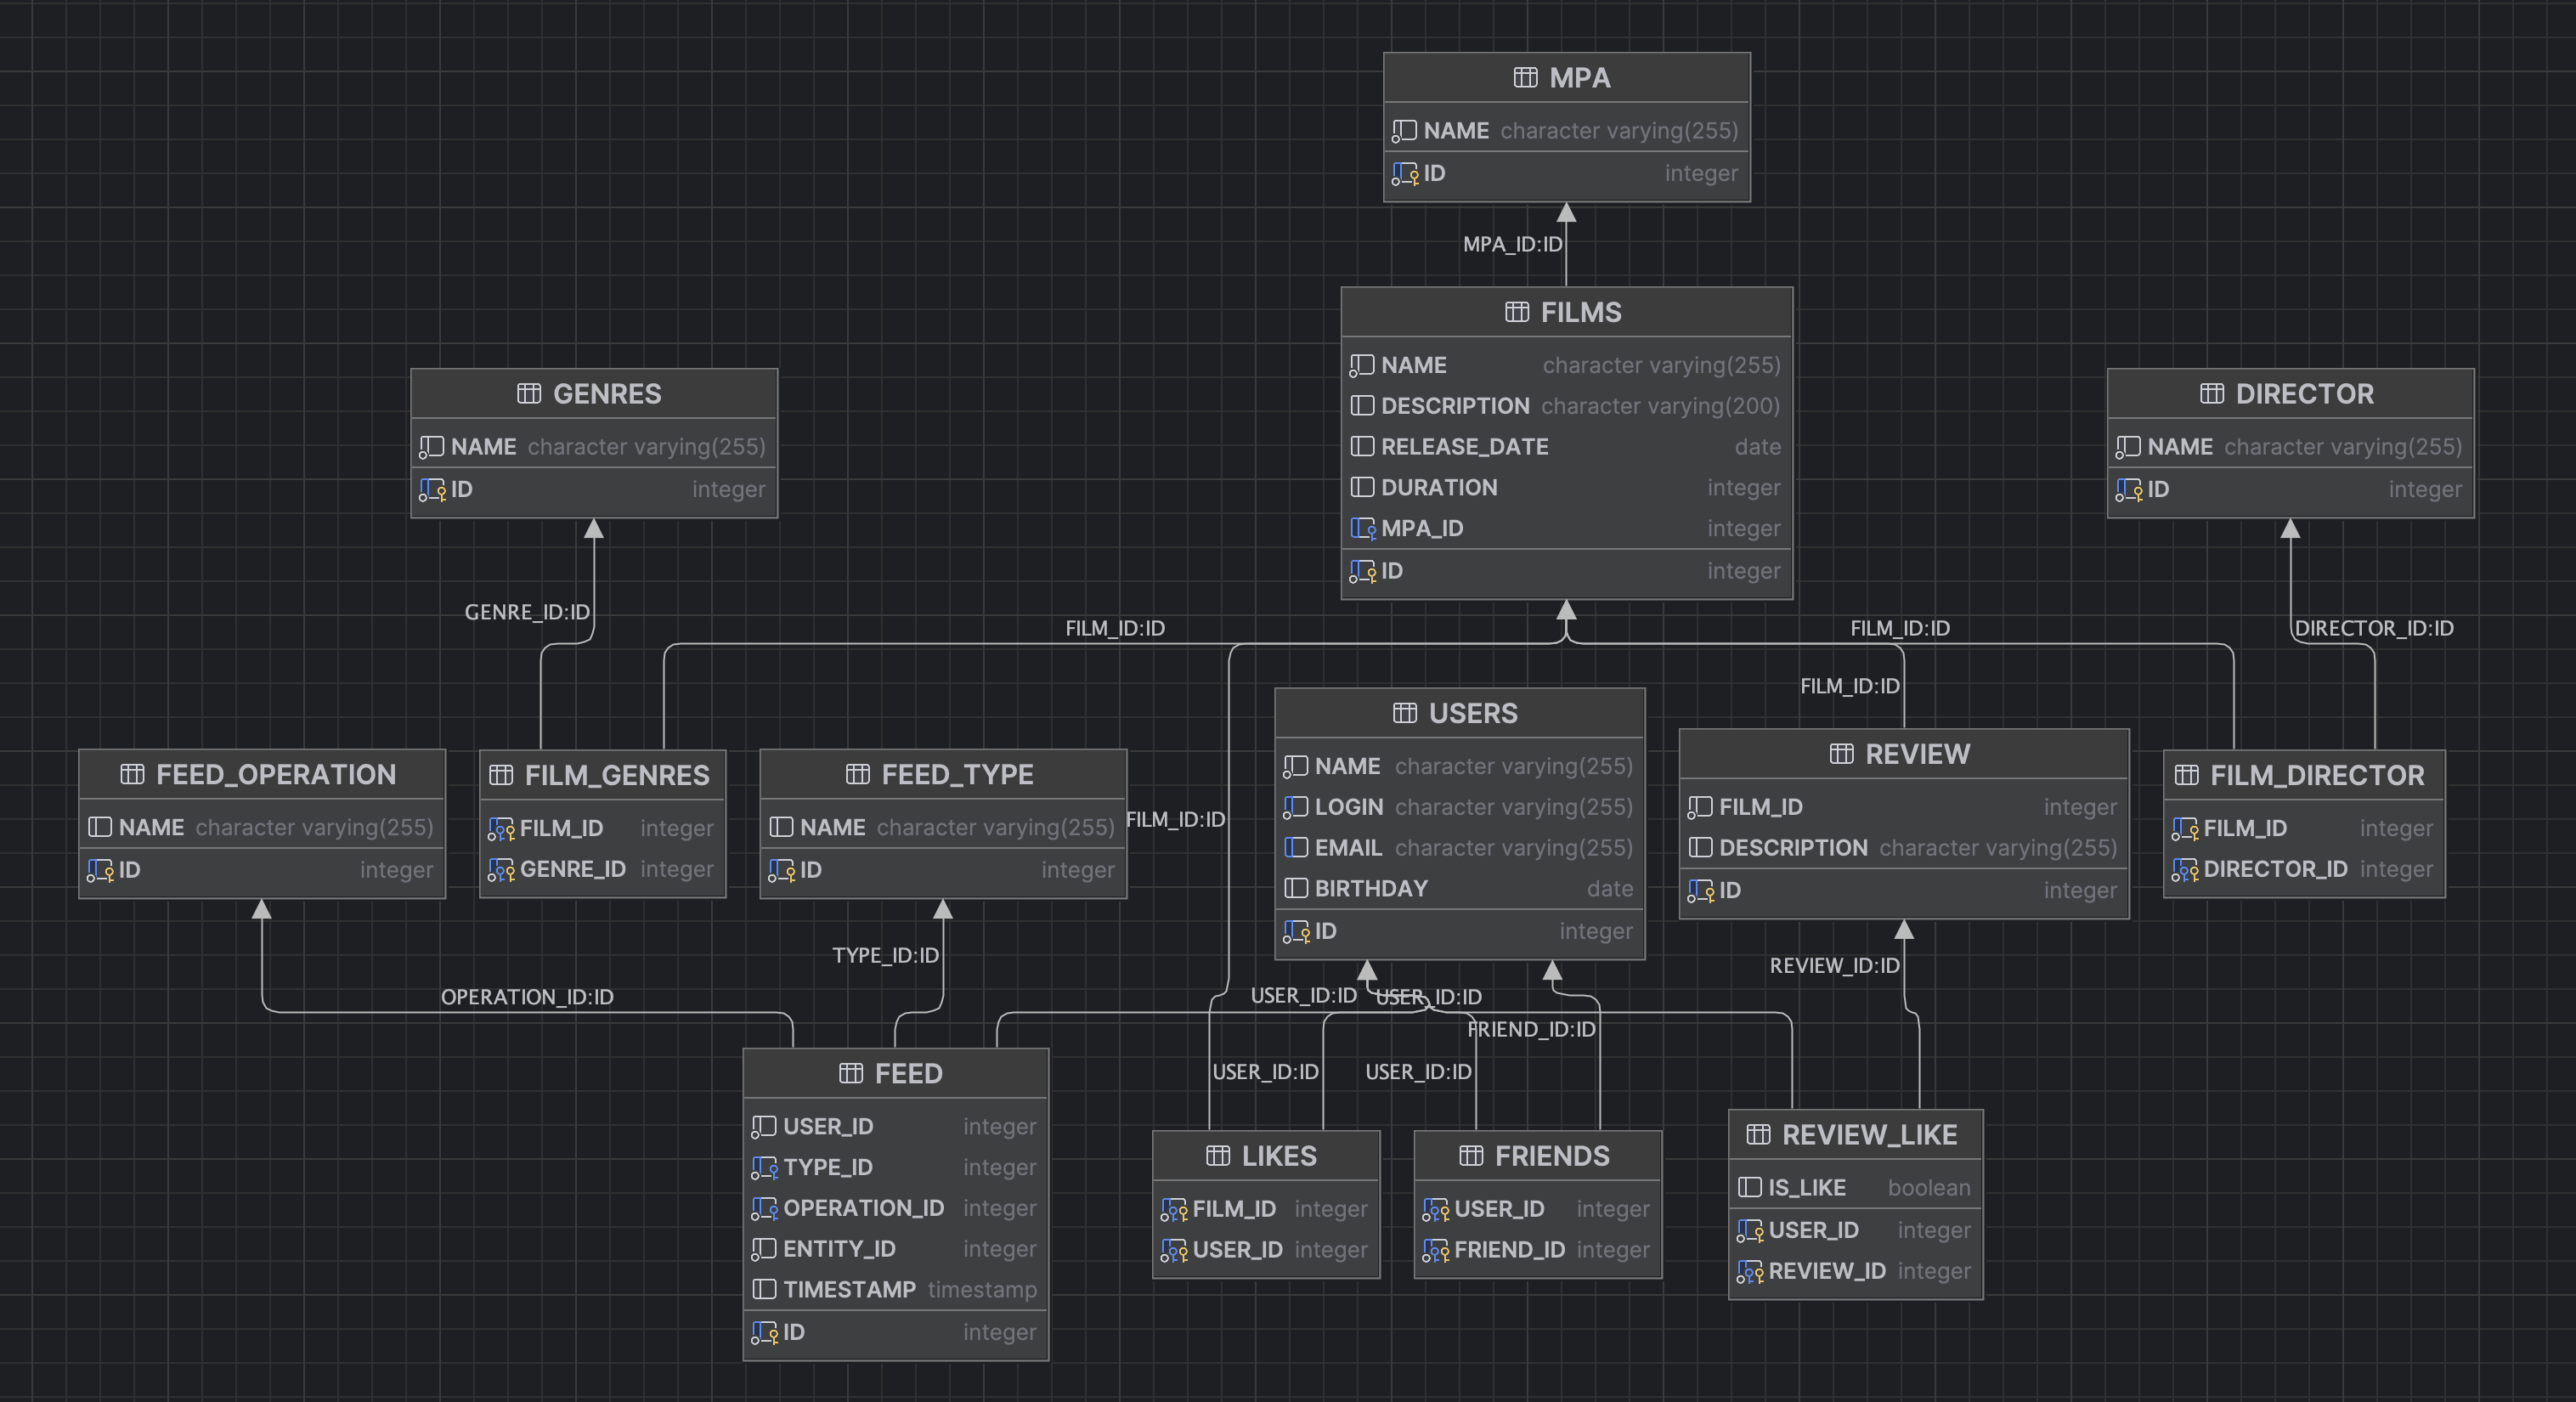 MPA
NAME character varying(255)
ID integer
MPA_ID:ID
FILMS
NAME character varying(255)
DESCRIPTION character varying(200)
RELEASE_DATE date
DURATION integer
MPA_ID integer
ID integer
GENRES
NAME character varying(255)
ID integer
DIRECTOR
NAME character varying(255)
ID integer
GENRE_ID:ID
FILM_ID:ID
FILM_ID:ID
DIRECTOR_ID:ID
FILM_ID:ID
FEED_OPERATION
NAME character varying(255)
ID integer
FILM_GENRES
FILM_ID integer
GENRE_ID integer
FEED_TYPE
NAME character varying(255)
ID integer
FILM_ID:ID
USERS
NAME character varying(255)
LOGIN character varying(255)
EMAIL character varying(255)
BIRTHDAY date
ID integer
REVIEW
FILM_ID integer
DESCRIPTION character varying(255)
ID integer
FILM_DIRECTOR
FILM_ID integer
DIRECTOR_ID integer
TYPE_ID:ID
REVIEW_ID:ID
OPERATION_ID:ID
USER_ID:ID
USER_ID:ID
FRIEND_ID:ID
USER_ID:ID
USER_ID:ID
FEED
USER_ID integer
TYPE_ID integer
OPERATION_ID integer
ENTITY_ID integer
TIMESTAMP timestamp
ID integer
LIKES
FILM_ID integer
USER_ID integer
FRIENDS
USER_ID integer
FRIEND_ID integer
REVIEW_LIKE
IS_LIKE boolean
USER_ID integer
REVIEW_ID integer